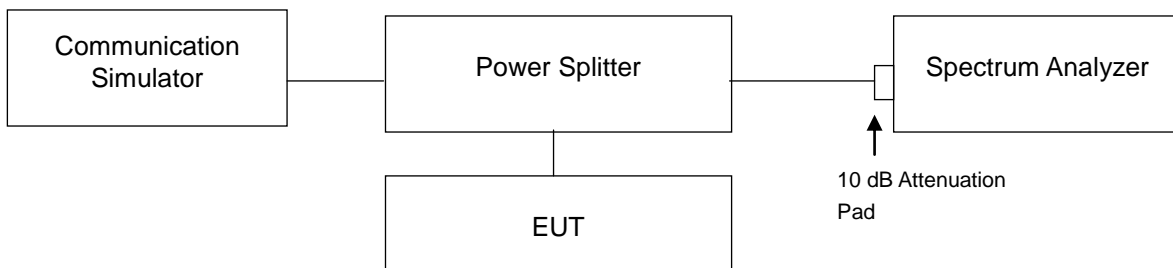 Communication
Simulator
Power Splitter
Spectrum Analyzer
10 dB Attenuation
Pad
EUT